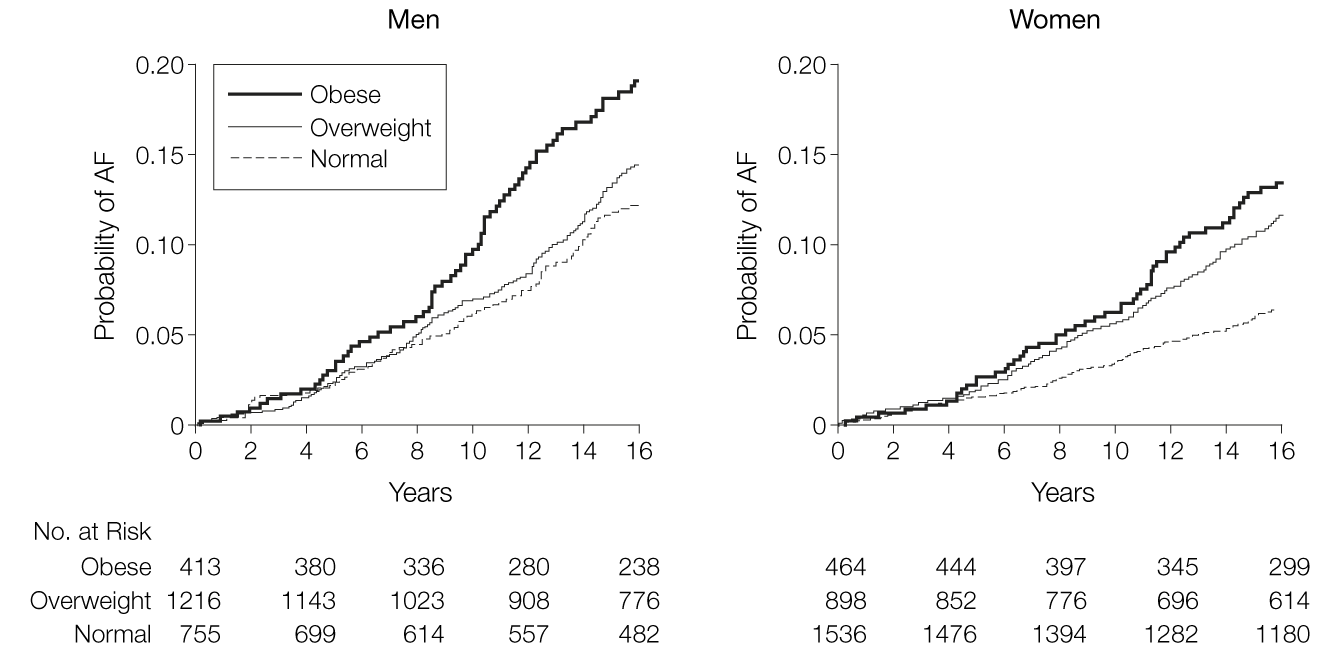 Men
Women
0.20
0.15
0.10
0.05
0
Probability of AF
Obese
Overweight
Normal
0 2 4 6 8 10 12 14 16
Years
0.20
0.15
0.10
0.05
0
Probability of AF
0 2 4 6 8 10 12 14 16
Years
No. at Risk
Obese 413 380 336 280 238 464 444 397 345 299
Overweight 1216 1143 1023 908 776 898 852 776 696 614
Normal 755 699 614 557 482 1536 1476 1394 1282 1180